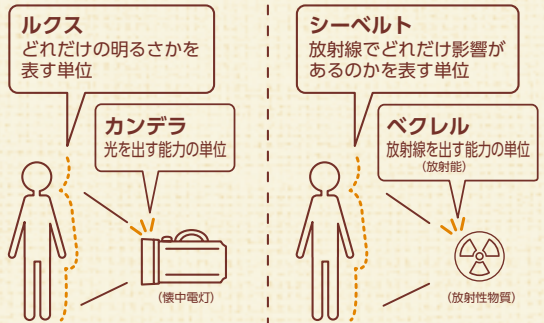 ルクス
どれだけの明るさかを
表す単位
カンデラ
光を出す能力の単位
(懐中電灯)
シーベルト
放射線でどれだけ影響が
あるのかを表す単位
ベクレル
放射線を出す能力の単位
(放射能)
(放射性物質)